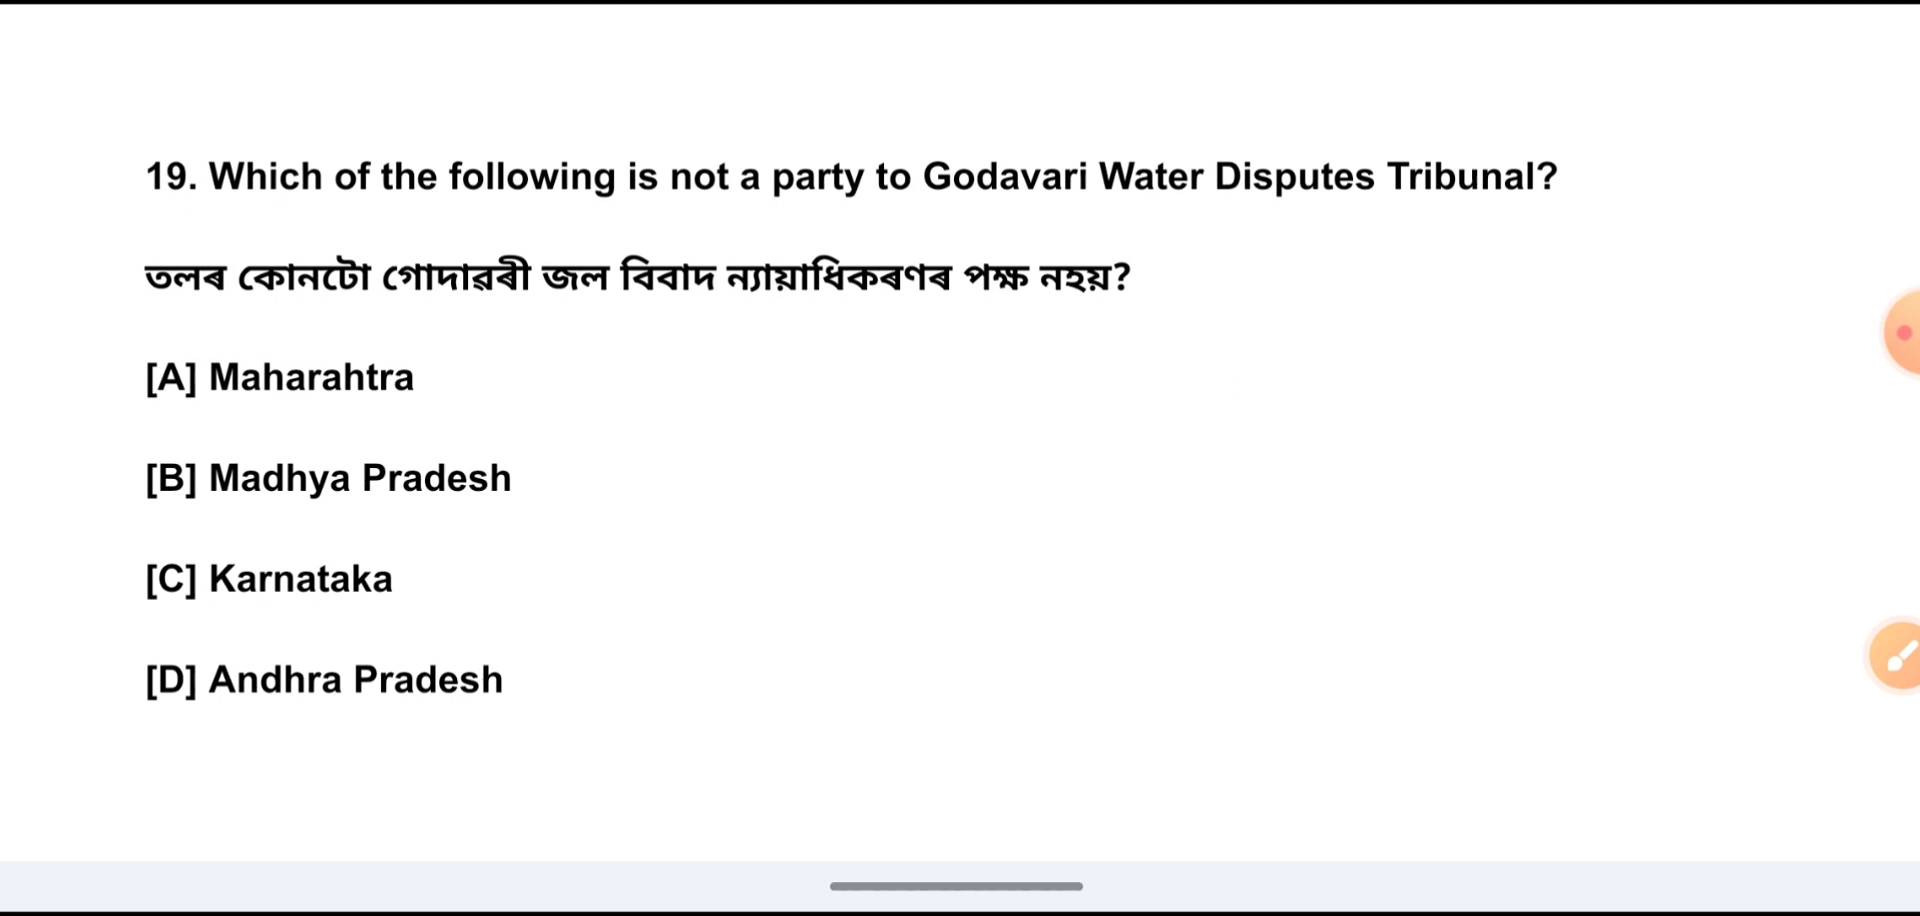 19. Which of the following is not a party to Godavari Water Disputes Tribunal?
তলৰ কোনটো গোদাৱৰী জল বিবাদ ন্যায়াধিকৰণৰ পক্ষ নহয়?
[A] Maharahtra
[B] Madhya Pradesh
[C] Karnataka
[D] Andhra Pradesh